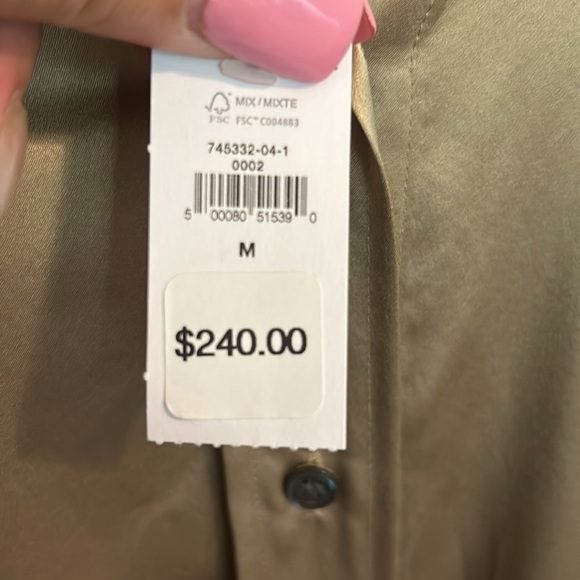 MIX/MIXTE
FSC FSC™ C004883
745332-04-1
0002
5 00080 51539 0
M
$240.00